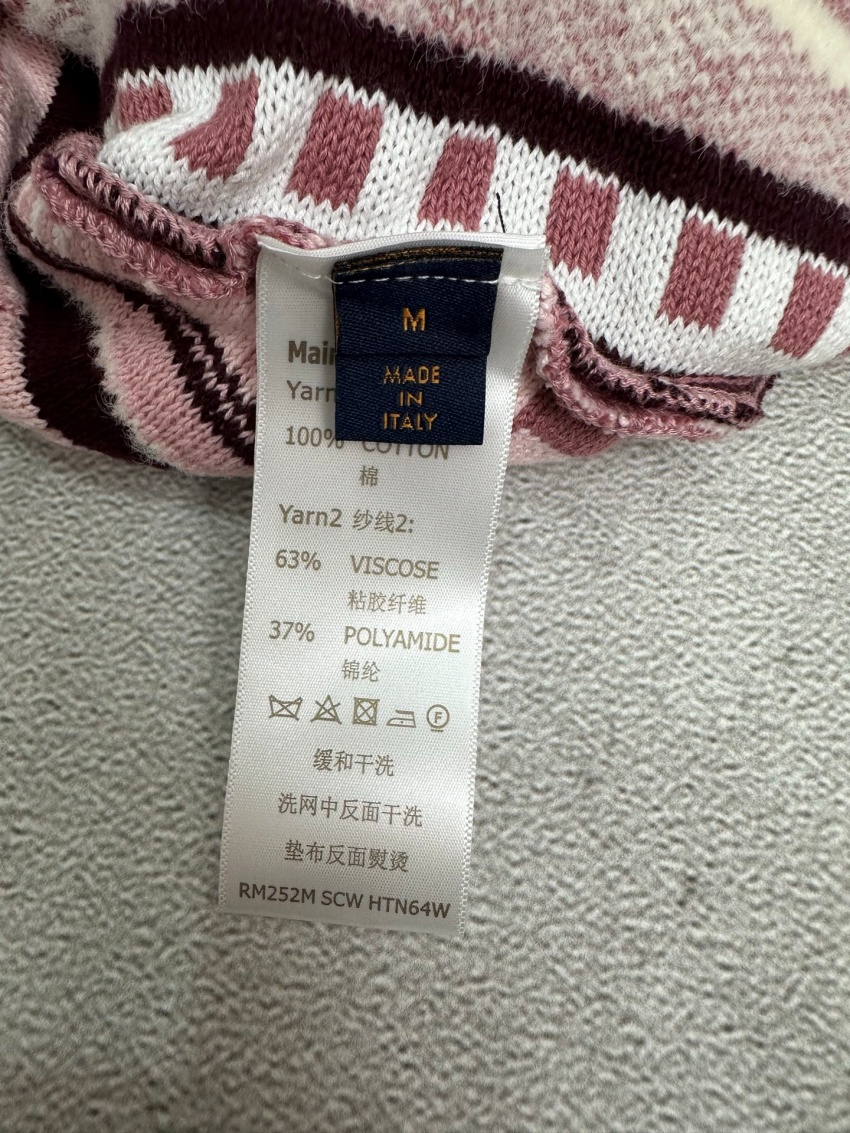 M
MADE
IN
ITALY
100% COTTON
棉
Yarn2 纱线2:
63% VISCOSE
粘胶纤维
37% POLYAMIDE
锦纶
F
缓和干洗
洗网中反面干洗
垫布反面熨烫
RM252M SCW HTN64W